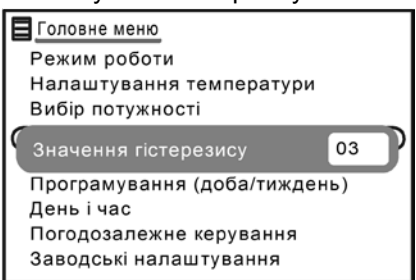 Головне меню
Режим роботи
Налаштування температури
Вибір потужності
Значення гістерезису 03
Програмування (доба/тиждень)
День і час
Погодозалежне керування
Заводські налаштування